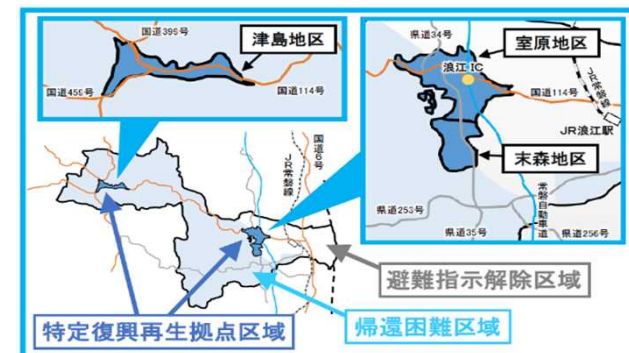 国道399号
津島地区
国道459号
国道114号
県道34号
室原地区
浪江IC
国道114号
JR常磐線
JR浪江駅
末森地区
県道253号
常磐自動車道
県道35号
県道256号
国道6号
JR常磐線
避難指示解除区域
特定復興再生拠点区域
帰還困難区域